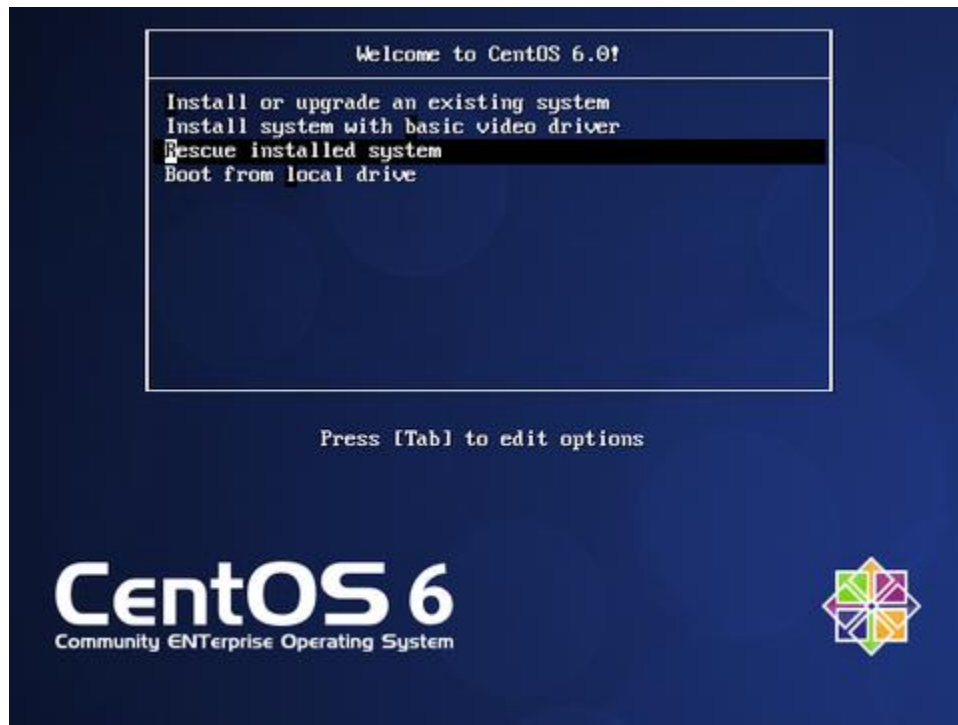 Welcome to CentOS 6.0!
Install or upgrade an existing system
Install system with basic video driver
Rescue installed system
Boot from local drive
Press [Tab] to edit options
CentOS 6
Community ENTerprise Operating System